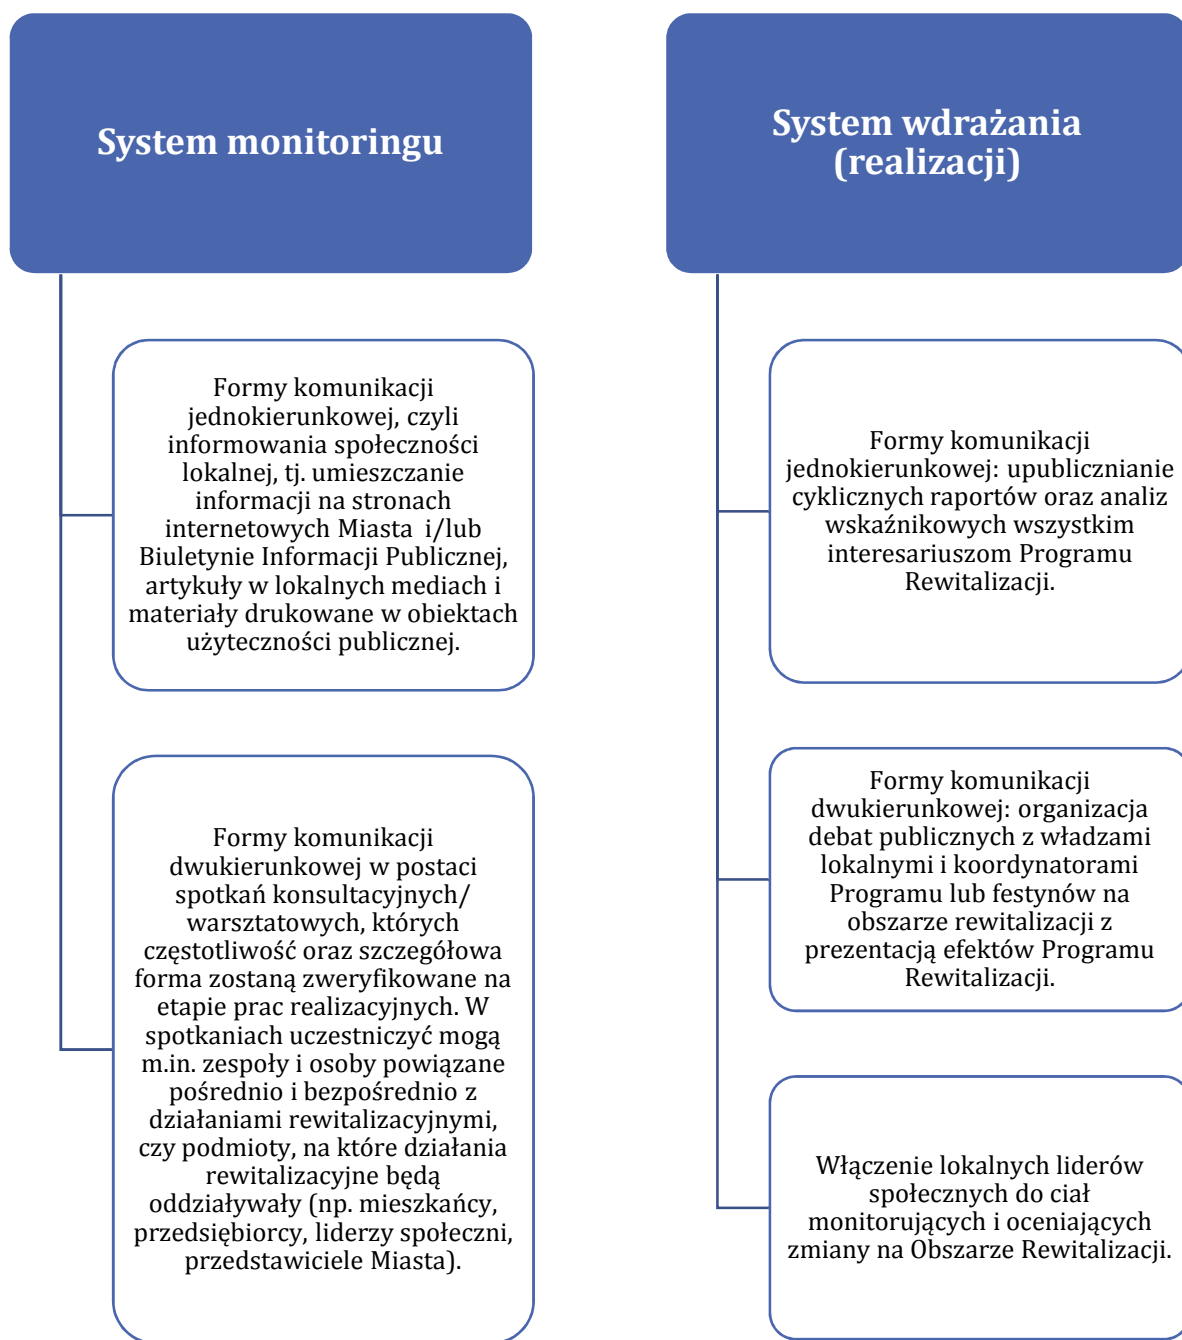 System monitoringu
Formy komunikacji
jednokierunkowej, czyli
informowania społeczności
lokalnej, tj. umieszczanie
informacji na stronach
internetowych Miasta i/lub
Biuletynie Informacji Publicznej,
artykuły w lokalnych mediach i
materiały drukowane w obiektach
użyteczności publicznej.
Formy komunikacji
dwukierunkowej w postaci
spotkań konsultacyjnych/
warsztatowych, których
częstotliwość oraz szczegółowa
forma zostaną zweryfikowane na
etapie prac realizacyjnych. W
spotkaniach uczestniczyć mogą
m.in. zespoły i osoby powiązane
pośrednio i bezpośrednio z
działaniami rewitalizacyjnymi,
czy podmioty, na które działania
rewitalizacyjne będą
oddziaływały (np. mieszkańcy,
przedsiębiorcy, liderzy społeczni,
przedstawiciele Miasta).
System wdrażania
(realizacji)
Formy komunikacji
jednokierunkowej: upublicznianie
cyklicznych raportów oraz analiz
wskaźnikowych wszystkim
interesariuszom Programu
Rewitalizacji.
Formy komunikacji
dwukierunkowej: organizacja
debat publicznych z władzami
lokalnymi i koordynatorami
Programu lub festynów na
obszarze rewitalizacji z
prezentacją efektów Programu
Rewitalizacji.
Włączenie lokalnych liderów
społecznych do ciał
monitorujących i oceniających
zmiany na Obszarze Rewitalizacji.